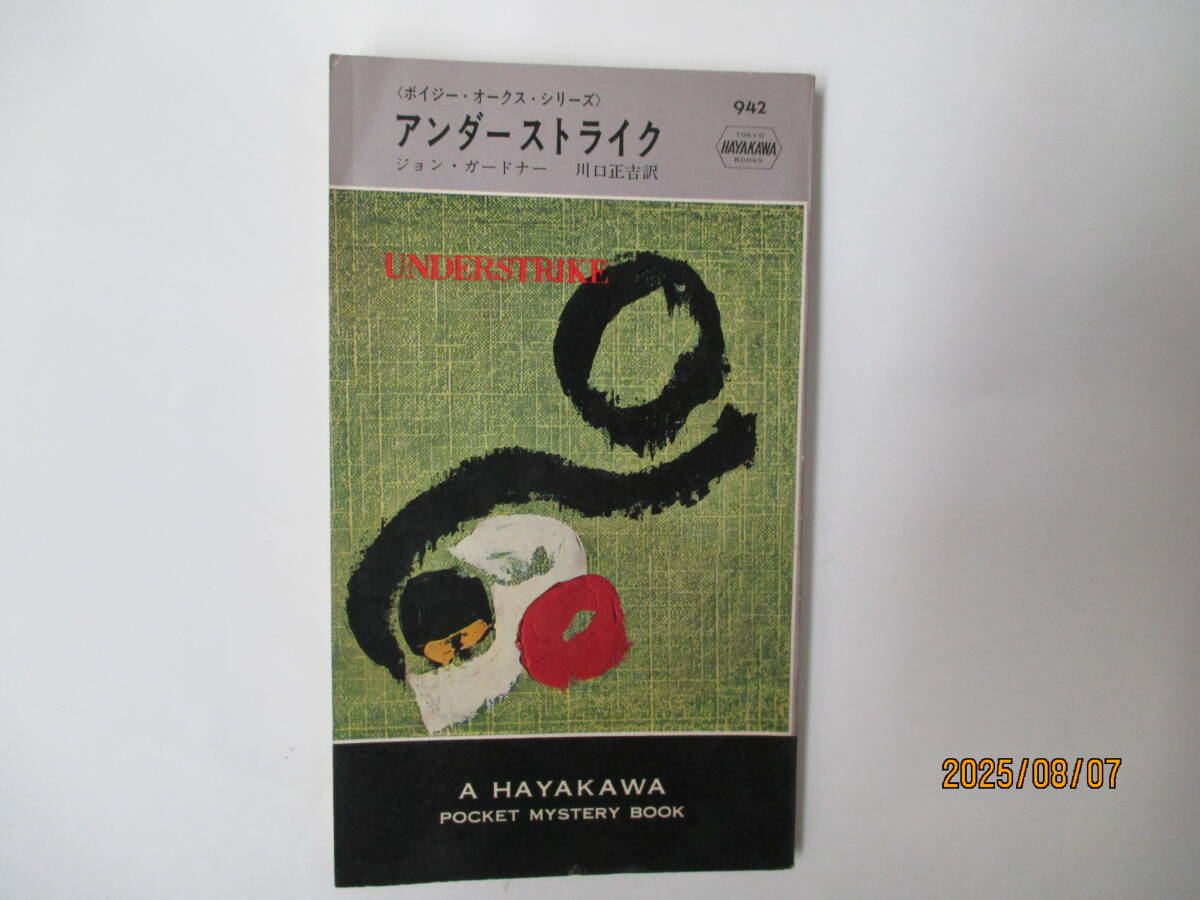 〈ボイジー・オークス・シリーズ〉
アンダーストライク
ジョン・ガードナー 川口正吉訳
942
TOKYO
HAYAKAWA
BOOKS
UNDERSTRIKE
A HAYAKAWA
POCKET MYSTERY BOOK
2025/08/07